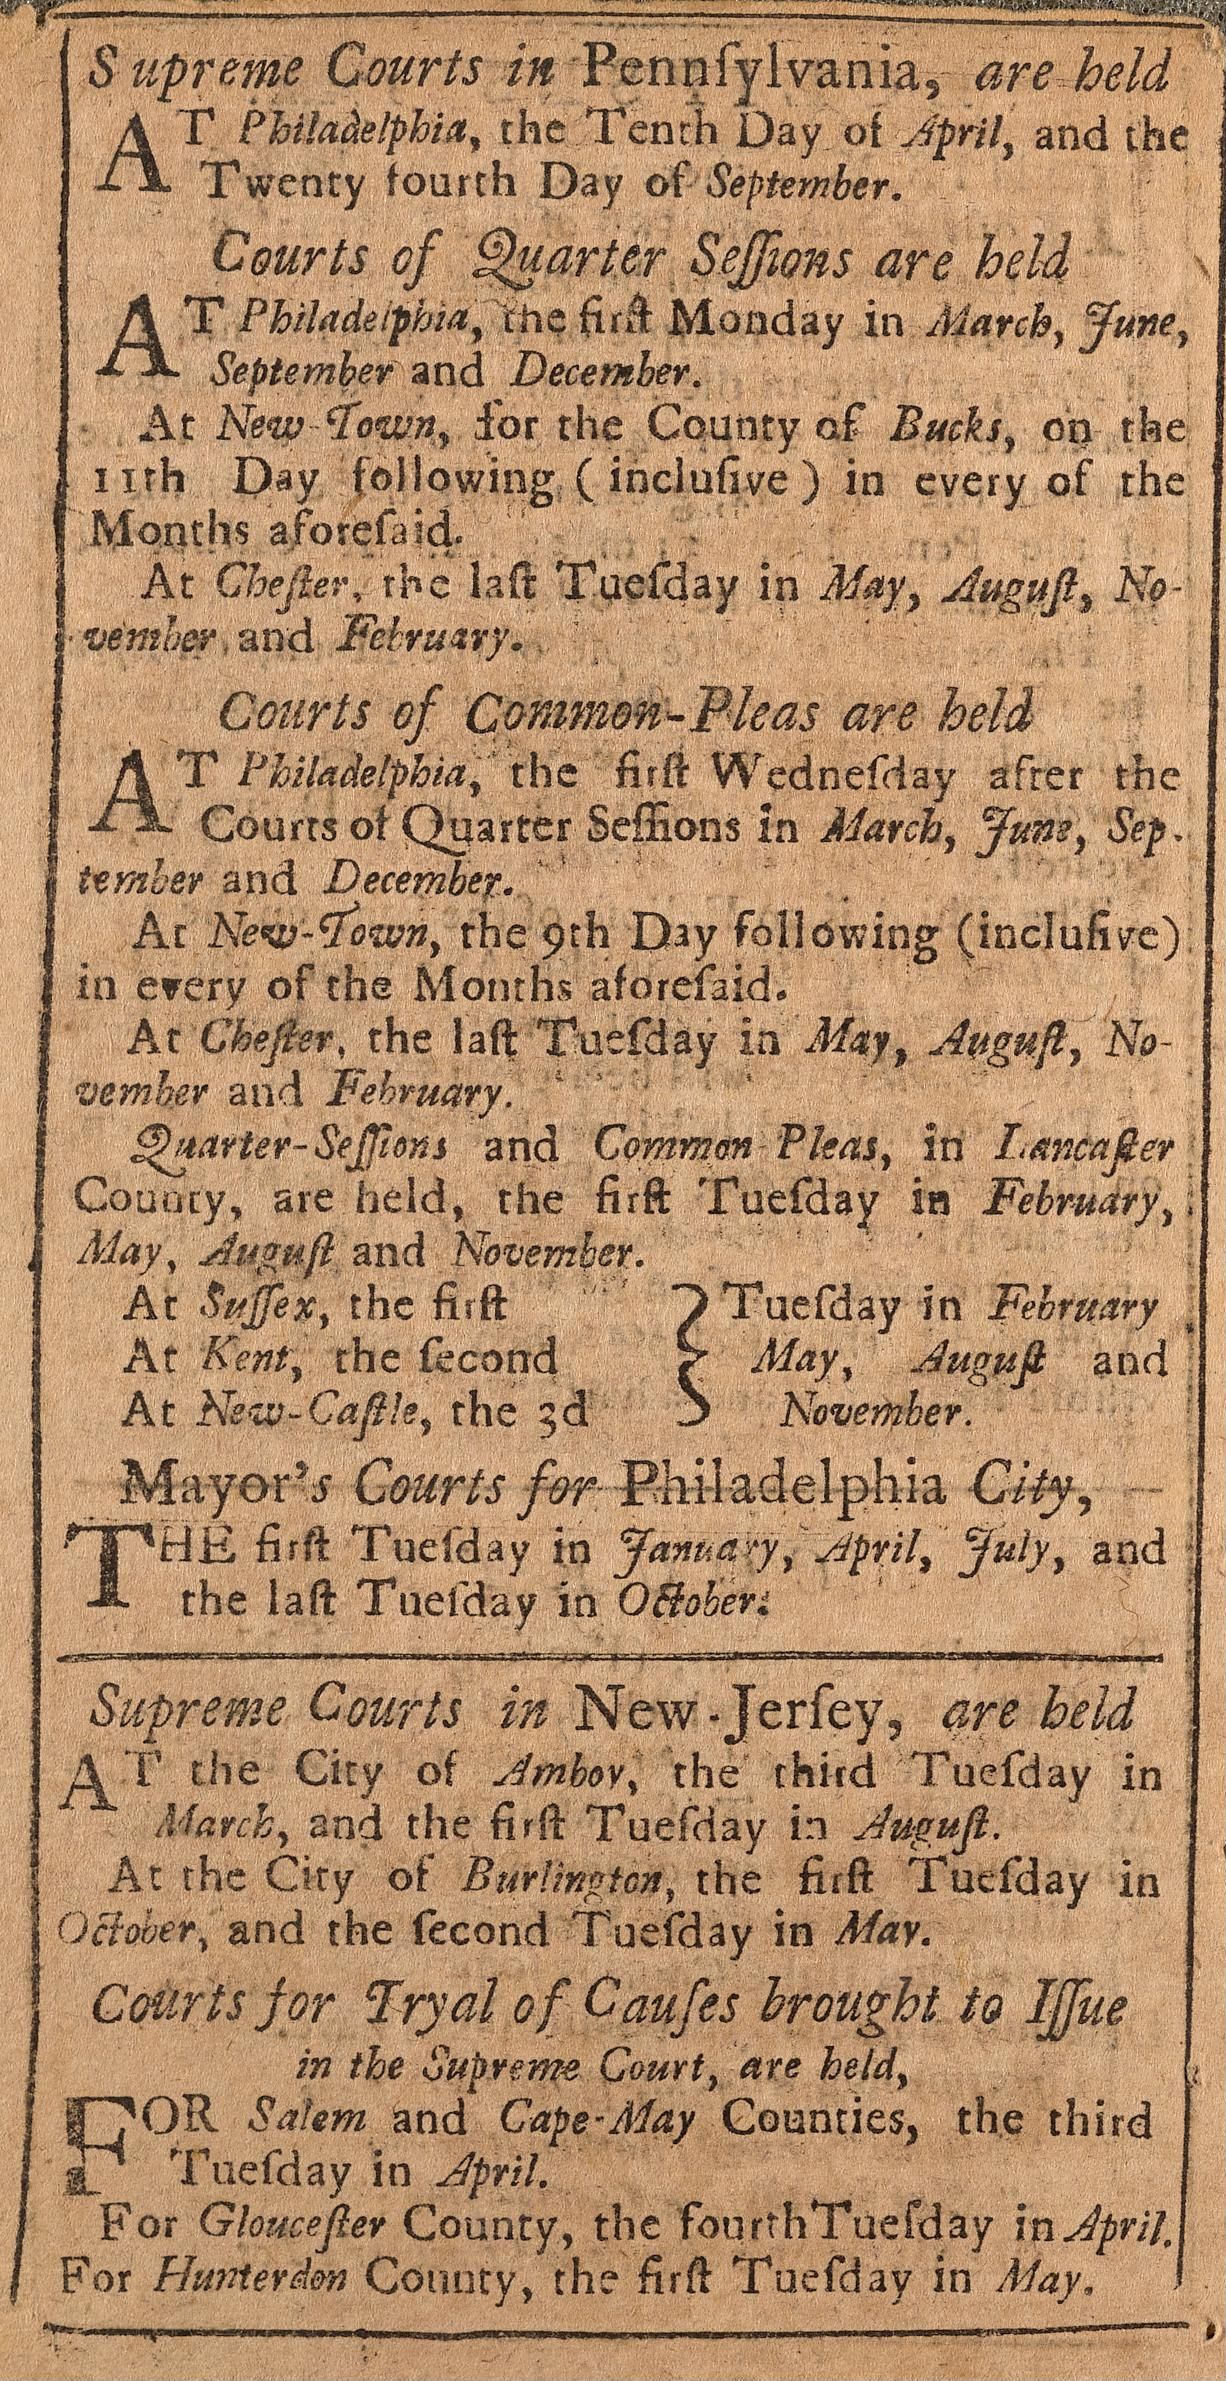 Supreme Courts in Pennſylvania, are held
AT Philadelphia, the Tenth Day of April, and the
Twenty fourth Day of September.
Courts of Quarter Seſſions are held
AT Philadelphia, the firſt Monday in March, June,
September and December.
At New-Town, for the County of Bucks, on the
11th Day following (incluſive) in every of the
Months aforeſaid.
At Cheſter, the laſt Tueſday in May, Auguſt, No-
vember and February.
Courts of Common-Pleas are held
AT Philadelphia, the firſt Wedneſday after the
Courts of Quarter Seſſions in March, June, Sep-
tember and December.
At New-Town, the 9th Day following (incluſive)
in every of the Months aforeſaid.
At Cheſter, the laſt Tueſday in May, Auguſt, No-
vember and February.
Quarter-Seſſions and Common Pleas, in Lancaſter
County, are held, the firſt Tueſday in February,
May, Auguſt and November.
At Suſſex, the firſt } Tueſday in February
At Kent, the ſecond } May, Auguſt and
At New-Caſtle, the 3d } November.
Mayor's Courts for Philadelphia City,
THE firſt Tueſday in January, April, July, and
the laſt Tueſday in October.
Supreme Courts in New-Jerſey, are held
AT the City of Amboy, the third Tueſday in
March, and the firſt Tueſday in Auguſt.
At the City of Burlington, the firſt Tueſday in
October, and the ſecond Tueſday in May.
Courts for Tryal of Cauſes brought to Iſſue
in the Supreme Court, are held,
FOR Salem and Cape-May Counties, the third
Tueſday in April.
For Glouceſter County, the fourth Tueſday in April.
For Hunterdon County, the firſt Tueſday in May.